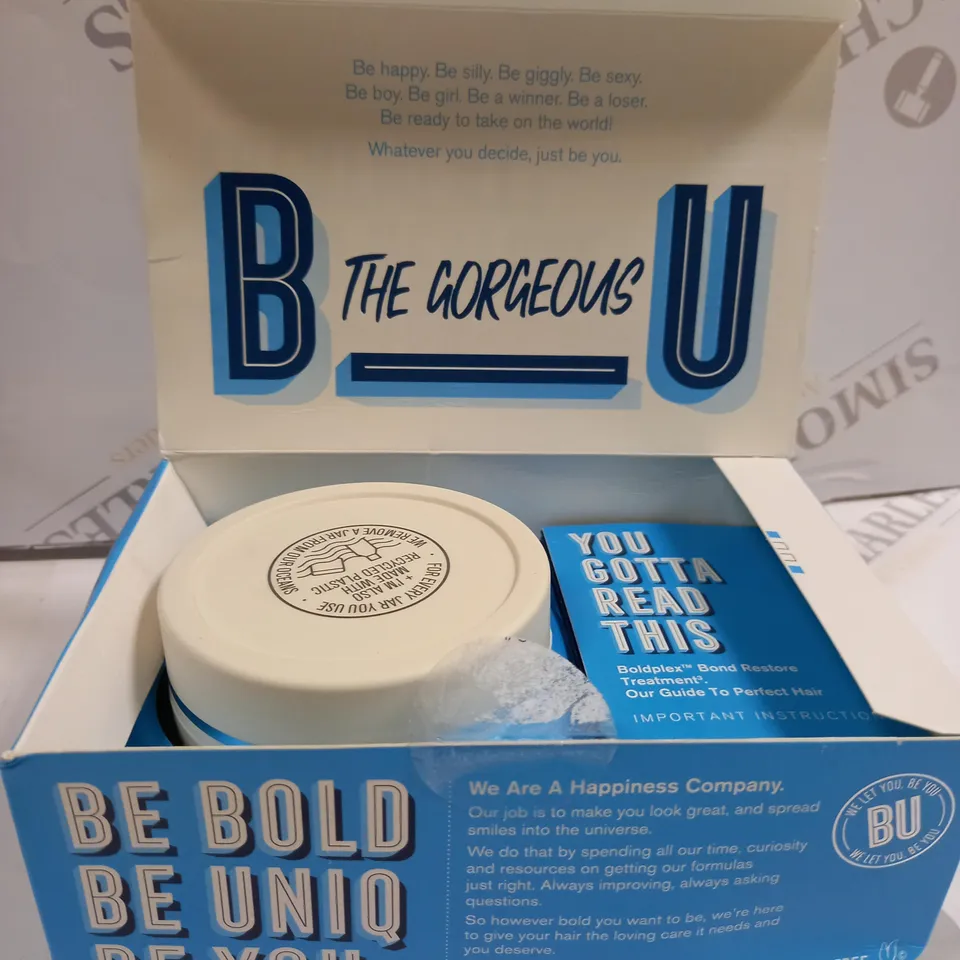 Be happy. Be silly. Be giggly. Be sexy.
Be boy. Be girl. Be a winner. Be a loser.
Be ready to take on the world!
Whatever you decide, just be you.
B THE GORGEOUS U
· FOR EVERY JAR YOU USE · WE REMOVE A JAR FROM OUR OCEANS
+ I'M ALSO
MADE WITH
RECYCLED PLASTIC
YOU
GOTTA
READ
THIS
Boldplex™ Bond Restore
Treatment³.
Our Guide To Perfect Hair
IMPORTANT INSTRUCTIO
BE BOLD
BE UNIQ
BE YOU
We Are A Happiness Company.
Our job is to make you look great, and spread
smiles into the universe.
We do that by spending all our time, curiosity
and resources on getting our formulas
just right. Always improving, always asking
questions.
So however bold you want to be, we're here
to give your hair the loving care it needs and
you deserve.
WE LET YOU, BE YOU
BU
WE LET YOU, BE YOU
SIMO